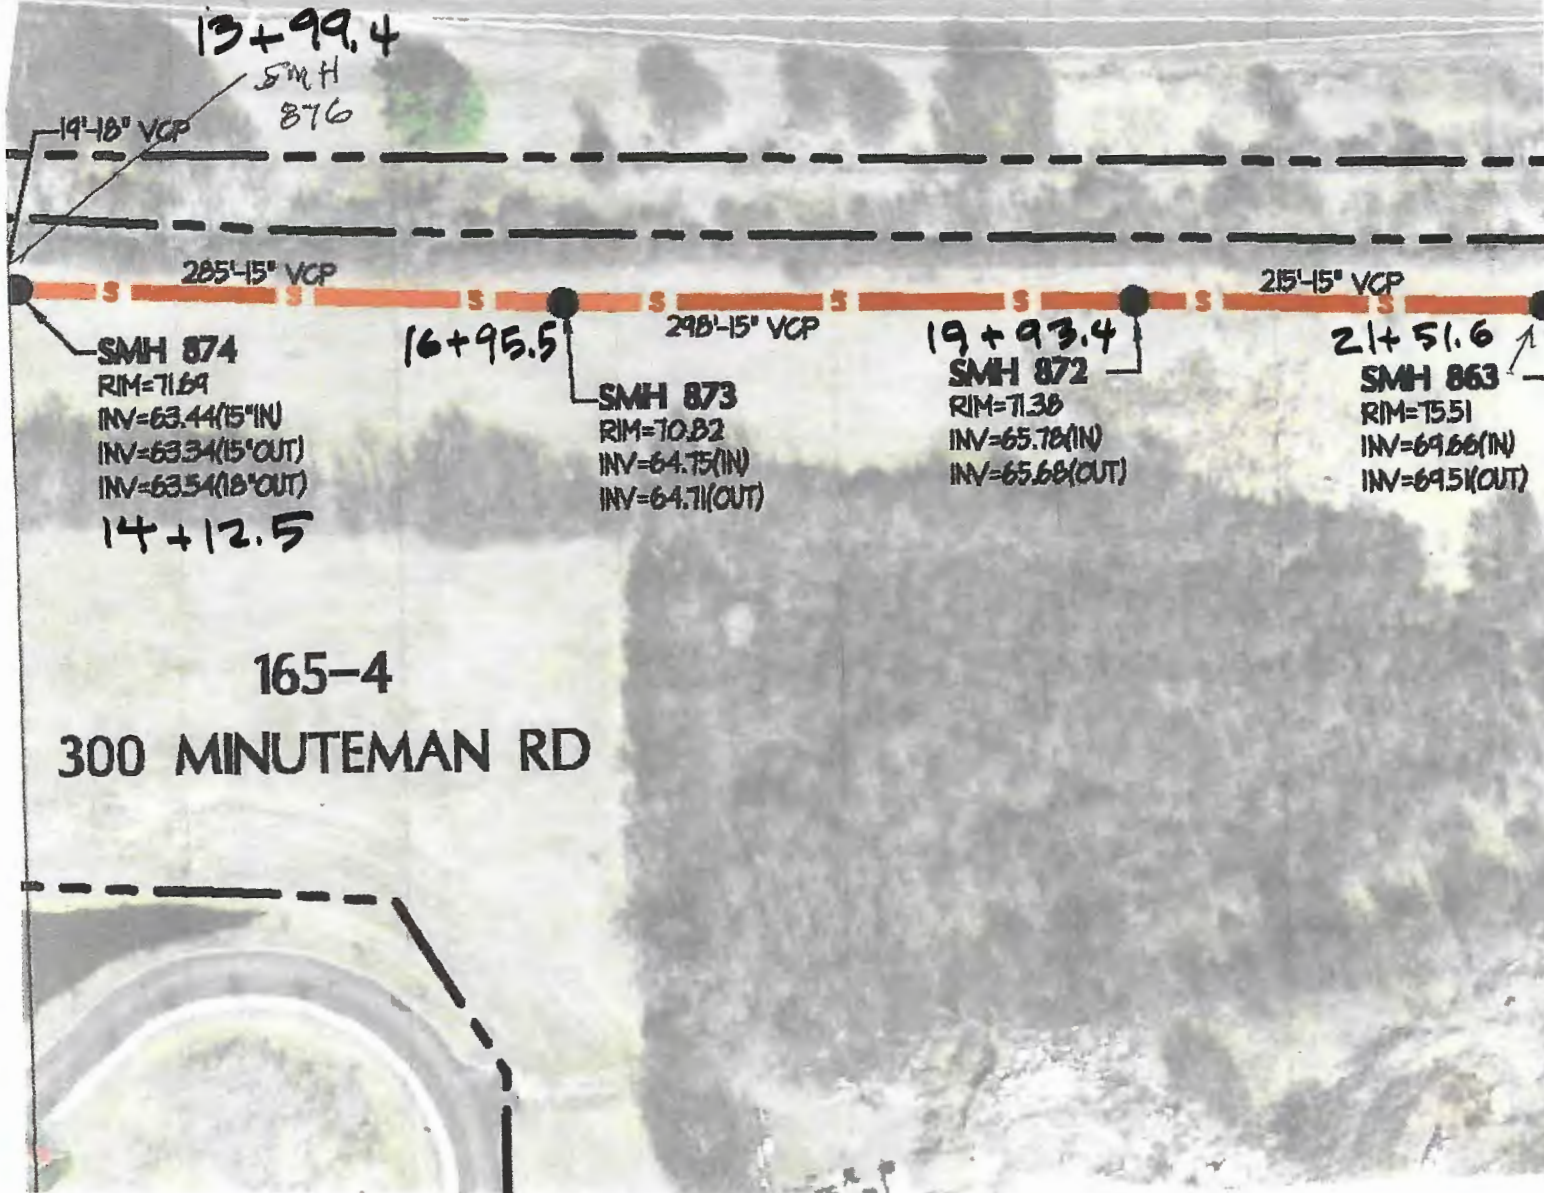 13+99.4
SMH
876
19'-18" VCP
285'-15" VCP
S S S S S S S S
298'-15" VCP
215'-15" VCP
SMH 874
RIM=71.69
INV=63.44(15"IN)
INV=63.34(15"OUT)
INV=63.54(18"OUT)
14+12.5
16+95.5
SMH 873
RIM=70.82
INV=64.75(IN)
INV=64.71(OUT)
19+93.4
SMH 872
RIM=71.38
INV=65.78(IN)
INV=65.68(OUT)
21+51.6
SMH 863
RIM=75.51
INV=69.66(IN)
INV=69.51(OUT)
165-4
300 MINUTEMAN RD